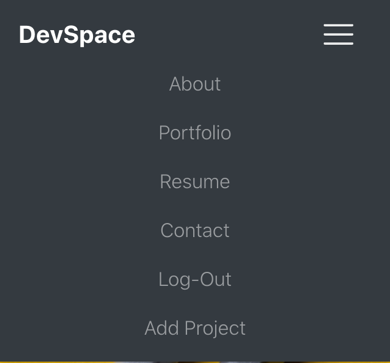 DevSpace
About
Portfolio
Resume
Contact
Log-Out
Add Project